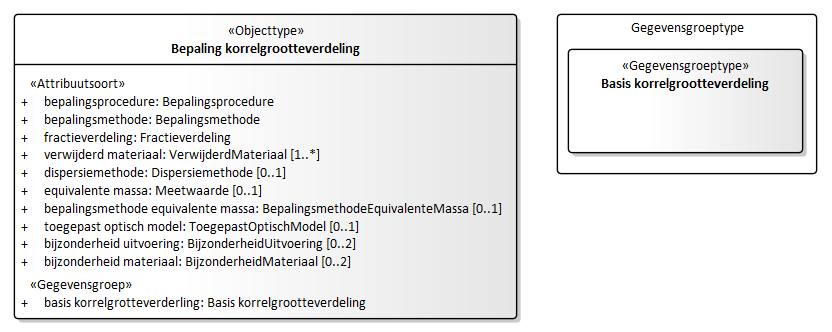 «Objecttype»
Bepaling korrelgrootteverdeling
«Attribuutsoort»
+ bepalingsprocedure: Bepalingsprocedure
+ bepalingsmethode: Bepalingsmethode
+ fractieverdeling: Fractieverdeling
+ verwijderd materiaal: VerwijderdMateriaal [1..*]
+ dispersiemethode: Dispersiemethode [0..1]
+ equivalente massa: Meetwaarde [0..1]
+ bepalingsmethode equivalente massa: BepalingsmethodeEquivalenteMassa [0..1]
+ toegepast optisch model: ToegepastOptischModel [0..1]
+ bijzonderheid uitvoering: BijzonderheidUitvoering [0..2]
+ bijzonderheid materiaal: BijzonderheidMateriaal [0..2]
«Gegevensgroep»
+ basis korrelgrotteverderling: Basis korrelgrootteverdeling
Gegevensgroeptype
«Gegevensgroeptype»
Basis korrelgrootteverdeling